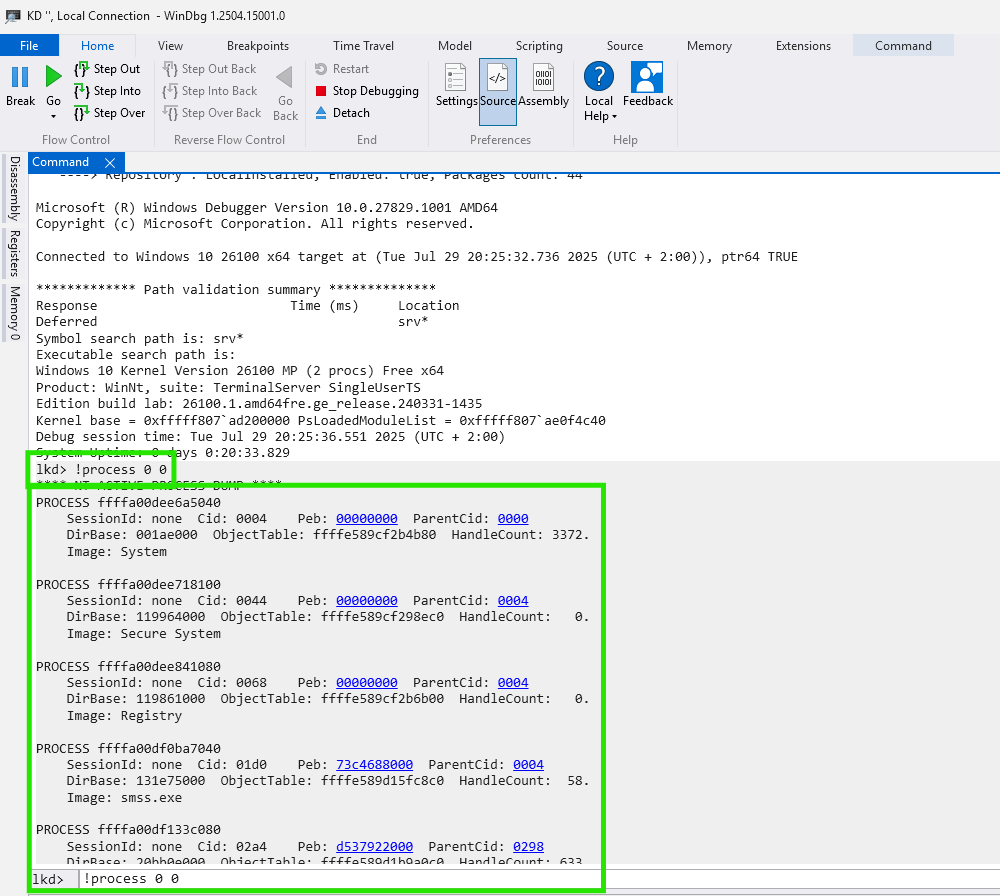 KD '', Local Connection - WinDbg 1.2504.15001.0
File Home View Breakpoints Time Travel Model Scripting Source Memory Extensions Command
Break
Go
Step Out
Step Into
Step Over
Flow Control
Step Out Back
Step Into Back
Step Over Back
Go Back
Reverse Flow Control
Restart
Stop Debugging
Detach
End
Settings
Source
Assembly
Preferences
Local Help
Feedback
Help
Disassembly
Registers
Memory 0
Command
----> Repository : LocalInstalled, Enabled: true, Packages count: 44
Microsoft (R) Windows Debugger Version 10.0.27829.1001 AMD64
Copyright (c) Microsoft Corporation. All rights reserved.
Connected to Windows 10 26100 x64 target at (Tue Jul 29 20:25:32.736 2025 (UTC + 2:00)), ptr64 TRUE
************* Path validation summary **************
Response                         Time (ms)     Location
Deferred                                       srv*
Symbol search path is: srv*
Executable search path is:
Windows 10 Kernel Version 26100 MP (2 procs) Free x64
Product: WinNt, suite: TerminalServer SingleUserTS
Edition build lab: 26100.1.amd64fre.ge_release.240331-1435
Kernel base = 0xfffff807`ad200000 PsLoadedModuleList = 0xfffff807`ae0f4c40
Debug session time: Tue Jul 29 20:25:36.551 2025 (UTC + 2:00)
System Uptime: 0 days 0:20:33.829
lkd> !process 0 0
**** NT ACTIVE PROCESS DUMP ****
PROCESS ffffa00dee6a5040
    SessionId: none  Cid: 0004    Peb: 00000000  ParentCid: 0000
    DirBase: 001ae000  ObjectTable: ffffe589cf2b4b80  HandleCount: 3372.
    Image: System
PROCESS ffffa00dee718100
    SessionId: none  Cid: 0044    Peb: 00000000  ParentCid: 0004
    DirBase: 119964000  ObjectTable: ffffe589cf298ec0  HandleCount:   0.
    Image: Secure System
PROCESS ffffa00dee841080
    SessionId: none  Cid: 0068    Peb: 00000000  ParentCid: 0004
    DirBase: 119861000  ObjectTable: ffffe589cf2b6b00  HandleCount:   0.
    Image: Registry
PROCESS ffffa00df0ba7040
    SessionId: none  Cid: 01d0    Peb: 73c4688000  ParentCid: 0004
    DirBase: 131e75000  ObjectTable: ffffe589d15fc8c0  HandleCount:  58.
    Image: smss.exe
PROCESS ffffa00df133c080
    SessionId: none  Cid: 02a4    Peb: d537922000  ParentCid: 0298
    DirBase: 20bb0e000  ObjectTable: ffffe589d1b9a0c0  HandleCount: 633.
lkd> !process 0 0